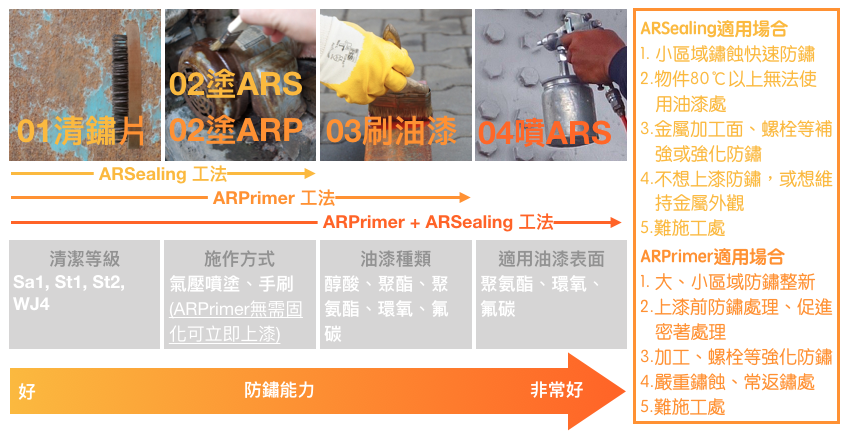 01清鏽片
02塗ARS
02塗ARP
03刷油漆
04噴ARS
ARSealing 工法
ARPrimer 工法
ARPrimer + ARSealing 工法
清潔等級
Sa1, St1, St2,
WJ4
施作方式
氣壓噴塗、手刷
(ARPrimer無需固
化可立即上漆)
油漆種類
醇酸、聚酯、聚
氨酯、環氧、氟
碳
適用油漆表面
聚氨酯、環氧、
氟碳
好
防鏽能力
非常好
ARSealing適用場合
1. 小區域鏽蝕快速防鏽
2.物件80℃以上無法使
用油漆處
3.金屬加工面、螺栓等補
強或強化防鏽
4.不想上漆防鏽，或想維
持金屬外觀
5.難施工處
ARPrimer適用場合
1. 大、小區域防鏽整新
2.上漆前防鏽處理、促進
密著處理
3.加工、螺栓等強化防鏽
4.嚴重鏽蝕、常返鏽處
5.難施工處